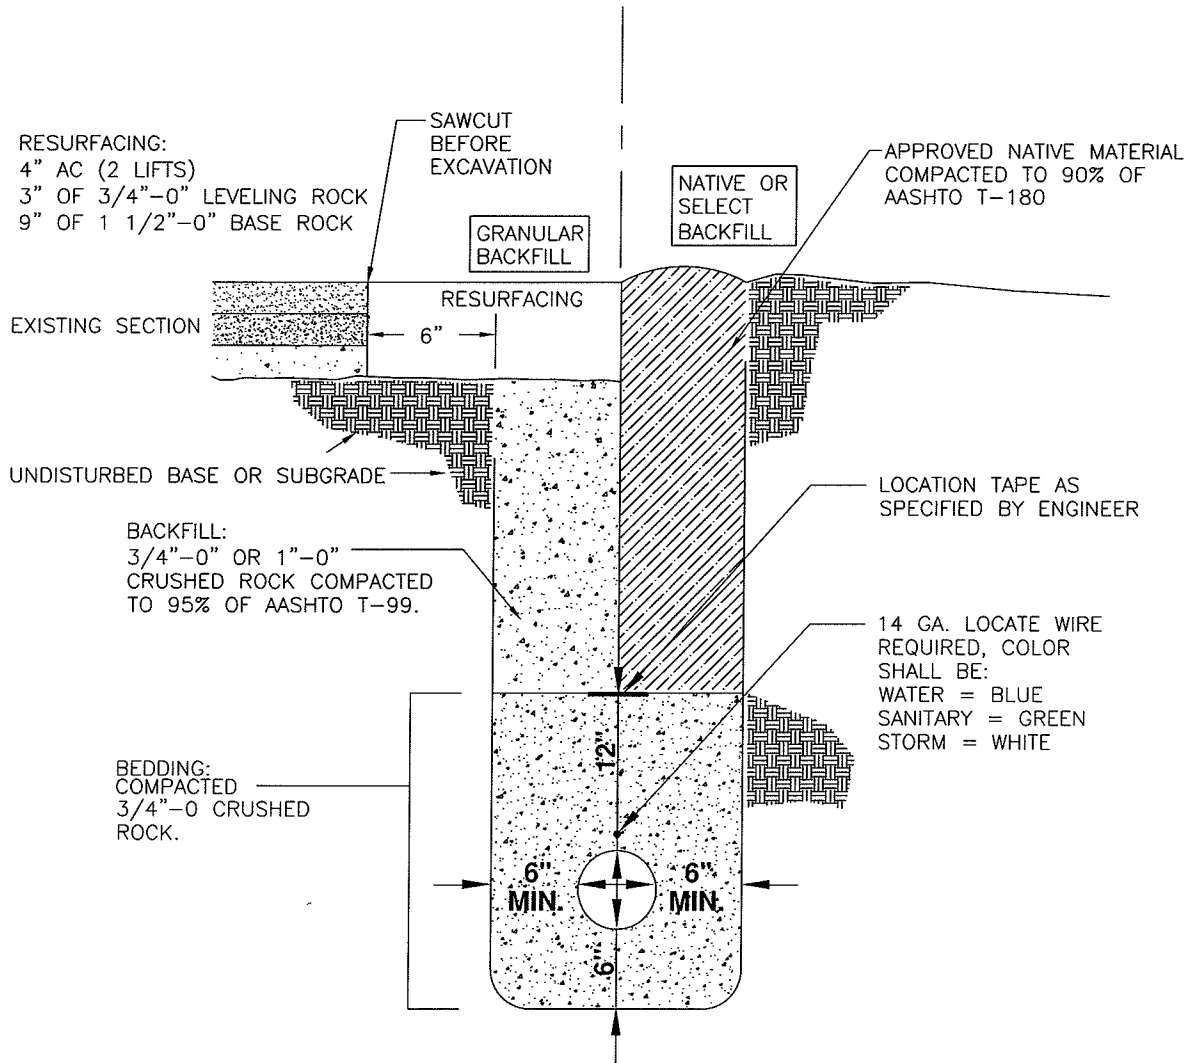 RESURFACING:
4" AC (2 LIFTS)
3" OF 3/4"-0" LEVELING ROCK
9" OF 1 1/2"-0" BASE ROCK
SAWCUT
BEFORE
EXCAVATION
GRANULAR
BACKFILL
NATIVE OR
SELECT
BACKFILL
APPROVED NATIVE MATERIAL
COMPACTED TO 90% OF
AASHTO T-180
RESURFACING
EXISTING SECTION
6"
UNDISTURBED BASE OR SUBGRADE
LOCATION TAPE AS
SPECIFIED BY ENGINEER
BACKFILL:
3/4"-0" OR 1"-0"
CRUSHED ROCK COMPACTED
TO 95% OF AASHTO T-99.
14 GA. LOCATE WIRE
REQUIRED, COLOR
SHALL BE:
WATER = BLUE
SANITARY = GREEN
STORM = WHITE
12"
BEDDING:
COMPACTED
3/4"-0 CRUSHED
ROCK.
6"
MIN.
6"
MIN.
6"